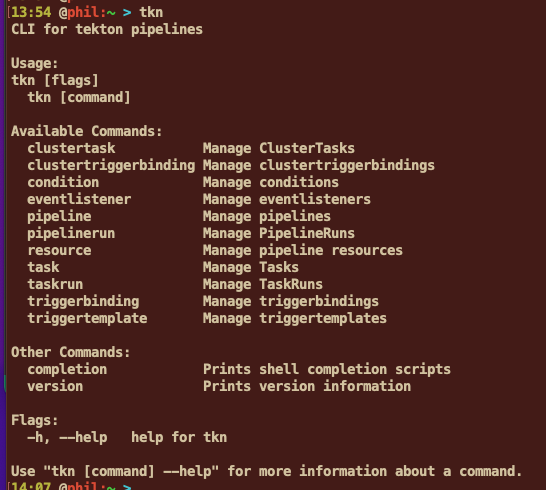 13:54 @phil:~ > tkn
CLI for tekton pipelines

Usage:
tkn [flags]
  tkn [command]

Available Commands:
  clustertask           Manage ClusterTasks
  clustertriggerbinding Manage clustertriggerbindings
  condition             Manage conditions
  eventlistener         Manage eventlisteners
  pipeline              Manage pipelines
  pipelinerun           Manage PipelineRuns
  resource              Manage pipeline resources
  task                  Manage Tasks
  taskrun               Manage TaskRuns
  triggerbinding        Manage triggerbindings
  triggertemplate       Manage triggertemplates

Other Commands:
  completion            Prints shell completion scripts
  version               Prints version information

Flags:
  -h, --help   help for tkn

Use "tkn [command] --help" for more information about a command.
14:07 @phil:~ >